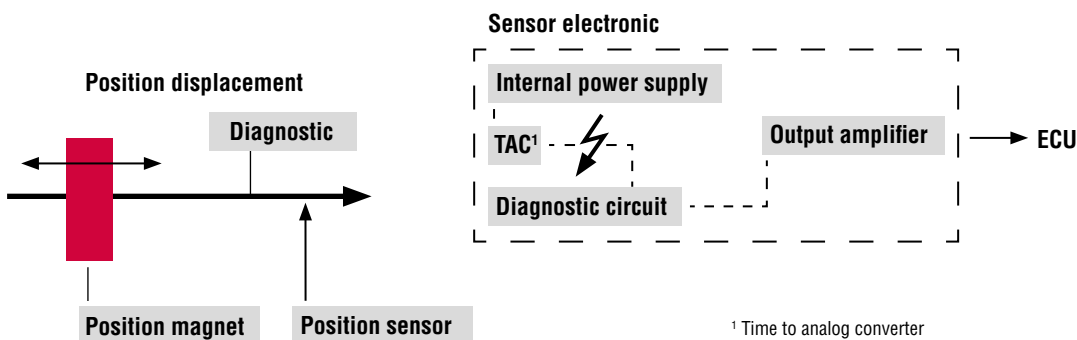 Sensor electronic
Position displacement
Internal power supply
Diagnostic
TAC¹
Output amplifier
ECU
Diagnostic circuit
Position magnet
Position sensor
¹ Time to analog converter